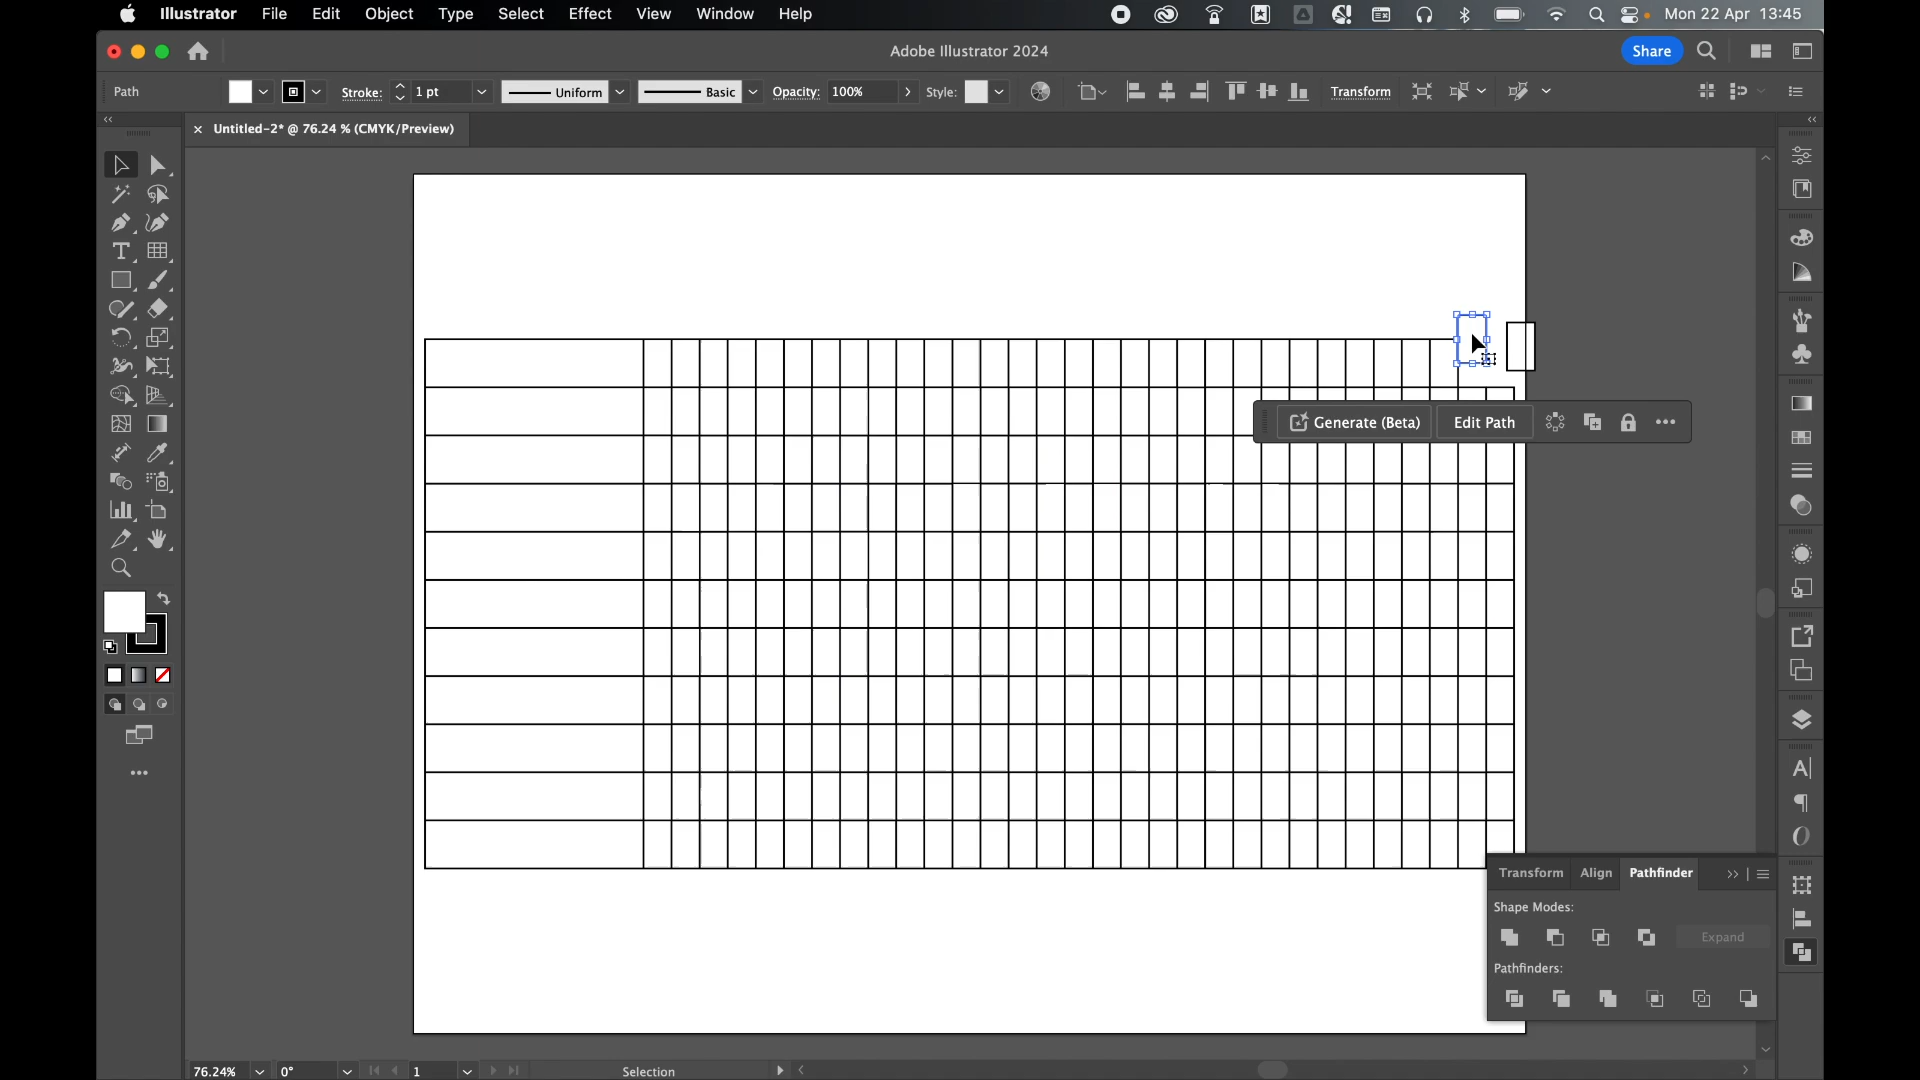 Illustrator File Edit Object Type Select Effect View Window Help Mon 22 Apr 13:45
Adobe Illustrator 2024 Share
Path Stroke: 1 pt Uniform Basic Opacity: 100% Style: Transform
× Untitled-2* @ 76.24 % (CMYK/Preview)
Generate (Beta) Edit Path
Transform Align Pathfinder
Shape Modes:
Expand
Pathfinders:
76.24% 0° 1 Selection